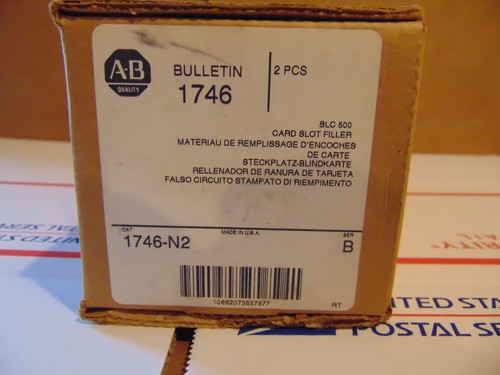 A-B
QUALITY
BULLETIN
1746
2 PCS
SLC 500
CARD SLOT FILLER
MATERIAU DE REMPLISSAGE D'ENCOCHES
DE CARTE
STECKPLATZ-BLINDKARTE
RELLENADOR DE RANURA DE TARJETA
FALSO CIRCUITO STAMPATO DI RIEMPIMENTO
CAT
MADE IN U.S.A.
SER
1746-N2
B
10662073537677
RT
UNITED STA
POSTAL SERV